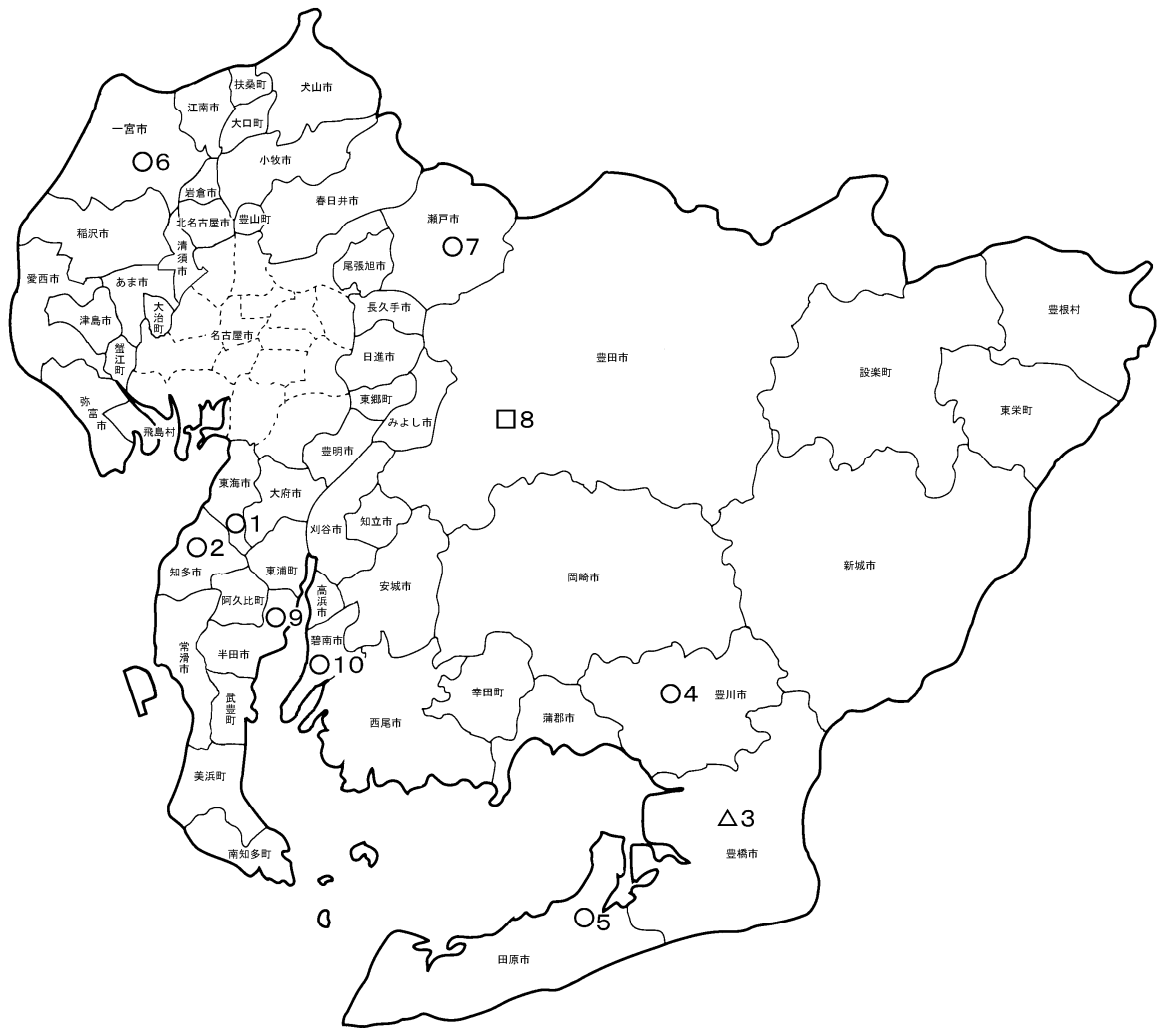 扶桑町
犬山市
江南市
大口町
一宮市
○6
小牧市
岩倉市
春日井市
北名古屋市
豊山町
瀬戸市
○7
稲沢市
清須市
尾張旭市
愛西市
あま市
長久手市
豊根村
津島市
大治町
名古屋市
蟹江町
日進市
豊田市
設楽町
東郷町
東栄町
弥富市
飛島村
みよし市
□8
豊明市
東海市
大府市
○1
刈谷市
知立市
○2
知多市
東浦町
安城市
岡崎市
新城市
阿久比町
高浜市
○9
常滑市
半田市
碧南市
○10
武豊町
幸田町
○4
豊川市
西尾市
蒲郡市
美浜町
△3
南知多町
豊橋市
○5
田原市